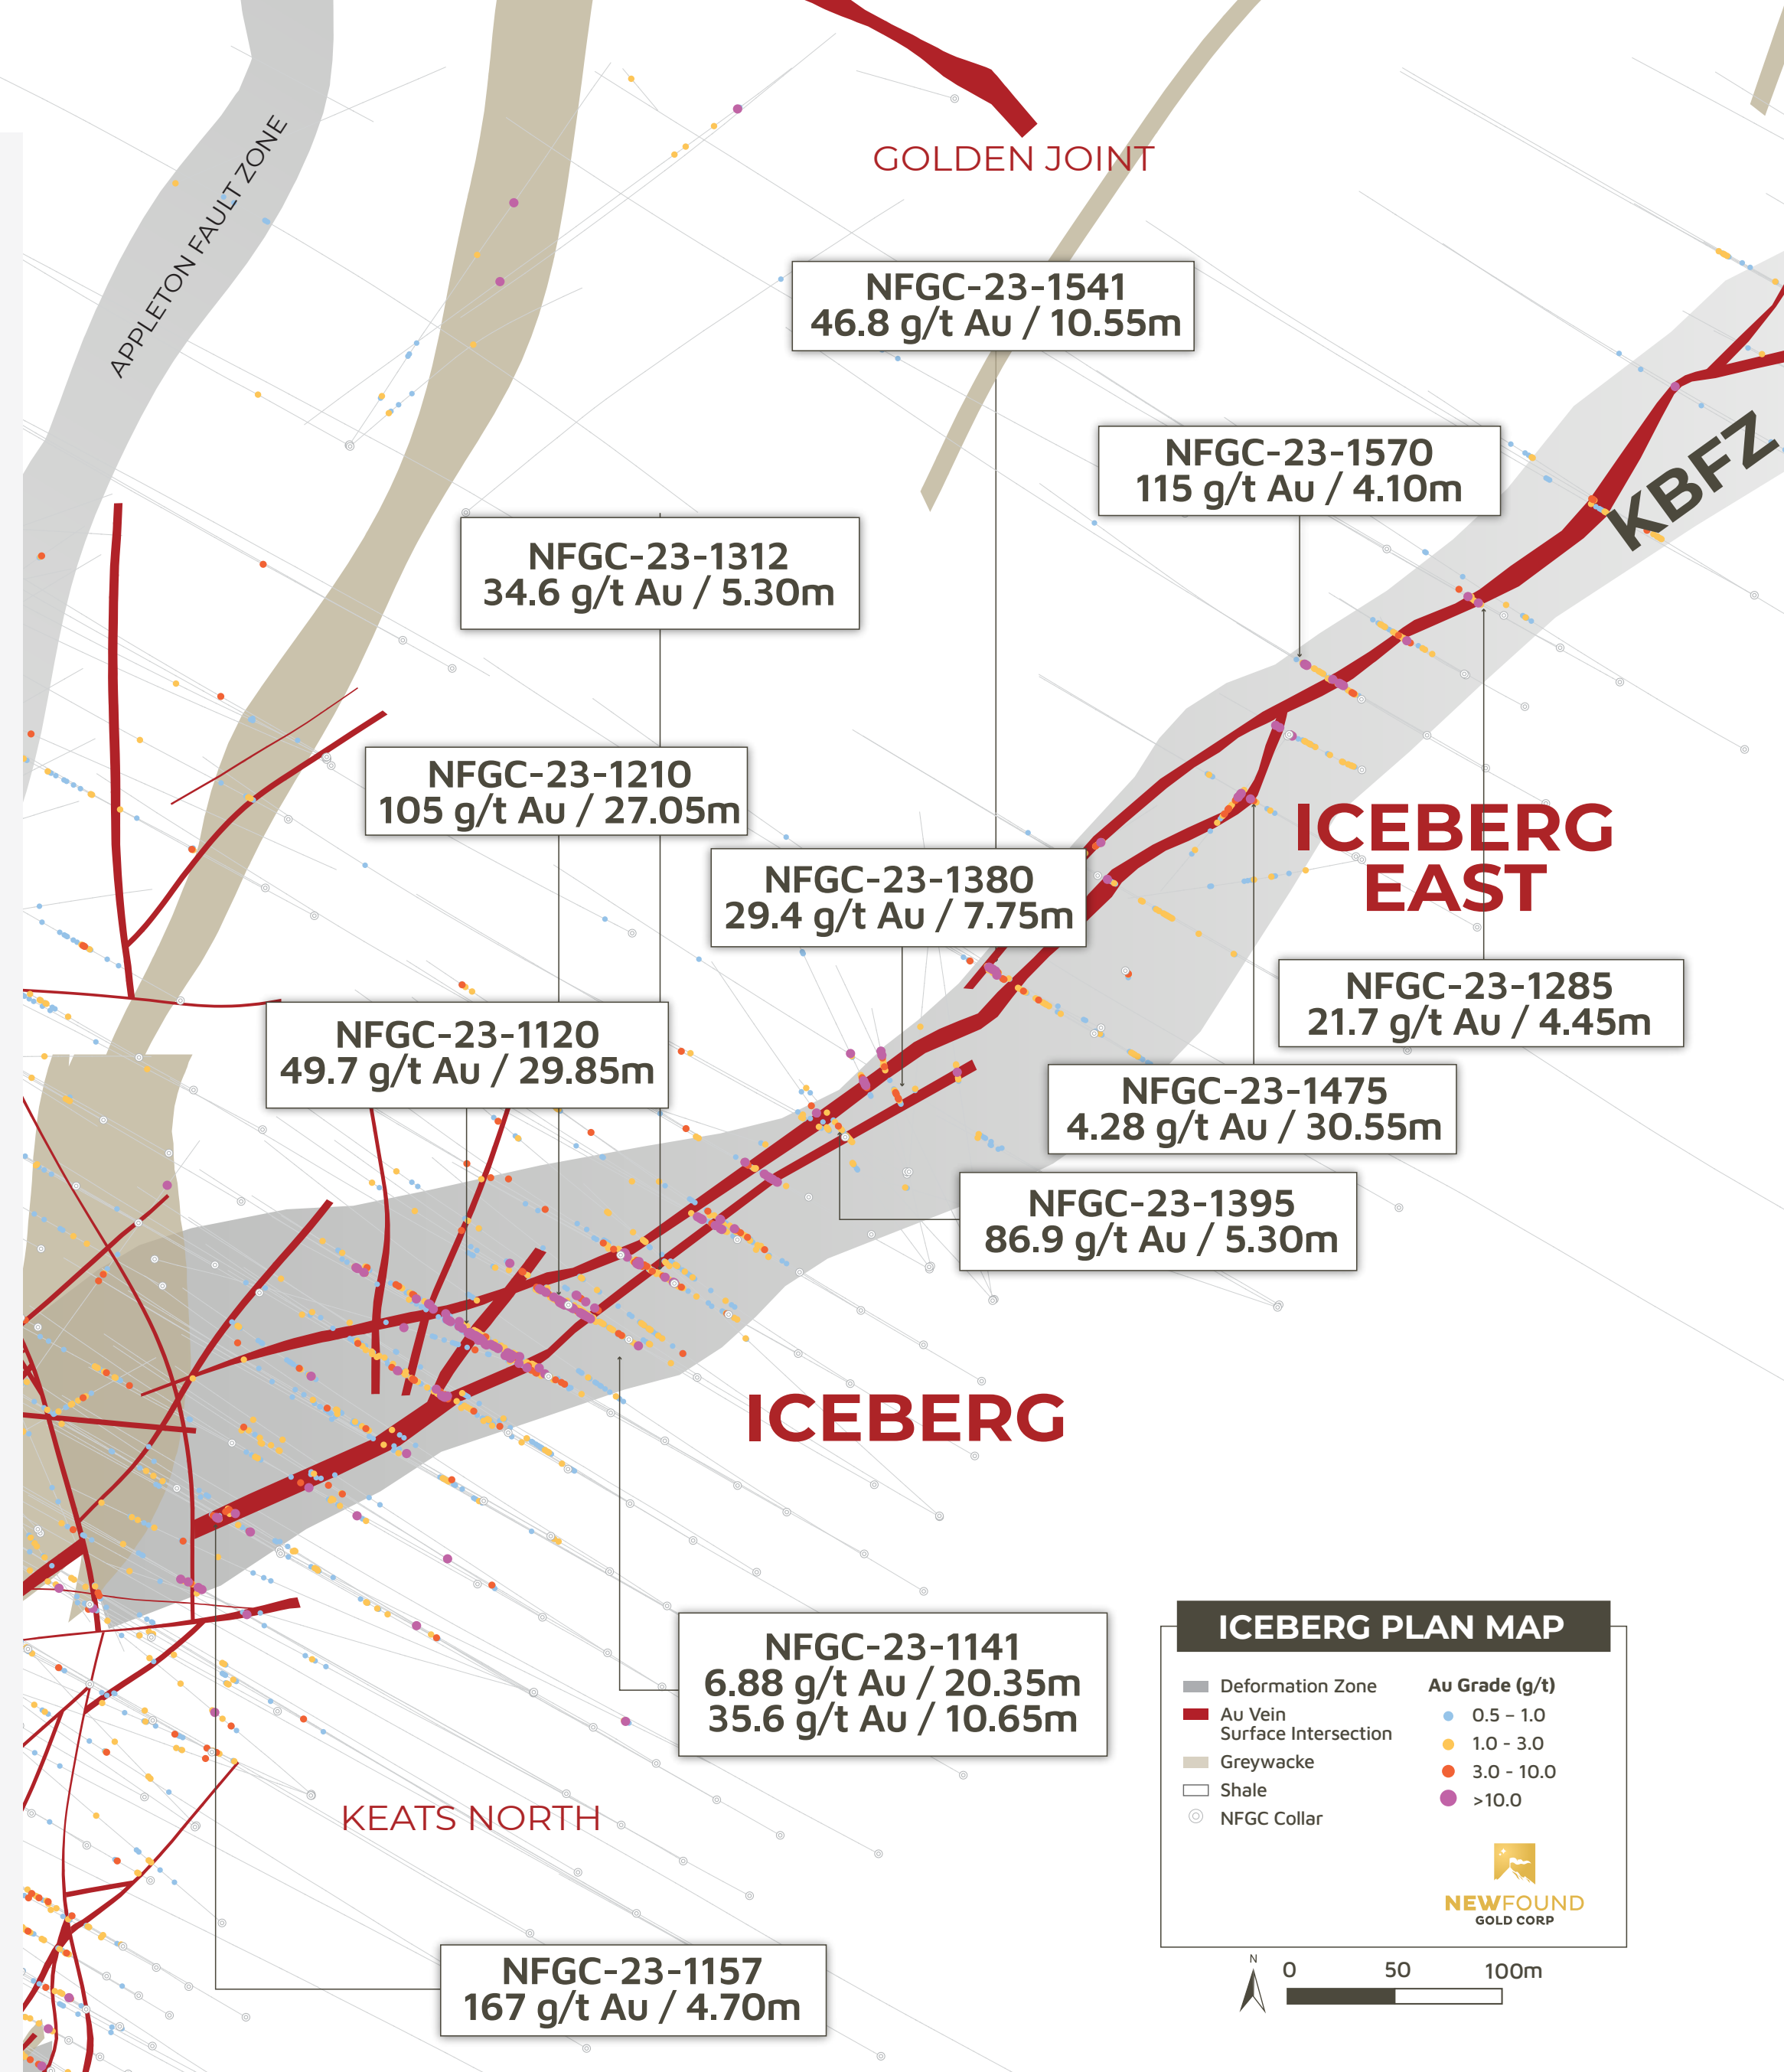 APPLETON FAULT ZONE
GOLDEN JOINT
NFGC-23-1541
46.8 g/t Au / 10.55m
NFGC-23-1570
115 g/t Au / 4.10m
KBFZ
NFGC-23-1312
34.6 g/t Au / 5.30m
NFGC-23-1210
105 g/t Au / 27.05m
ICEBERG
EAST
NFGC-23-1380
29.4 g/t Au / 7.75m
NFGC-23-1285
21.7 g/t Au / 4.45m
NFGC-23-1120
49.7 g/t Au / 29.85m
NFGC-23-1475
4.28 g/t Au / 30.55m
NFGC-23-1395
86.9 g/t Au / 5.30m
ICEBERG
NFGC-23-1141
6.88 g/t Au / 20.35m
35.6 g/t Au / 10.65m
KEATS NORTH
NFGC-23-1157
167 g/t Au / 4.70m
ICEBERG PLAN MAP
Deformation Zone
Au Vein
Surface Intersection
Greywacke
Shale
NFGC Collar
Au Grade (g/t)
0.5 – 1.0
1.0 - 3.0
3.0 - 10.0
>10.0
NEWFOUND
GOLD CORP
N
0 50 100m